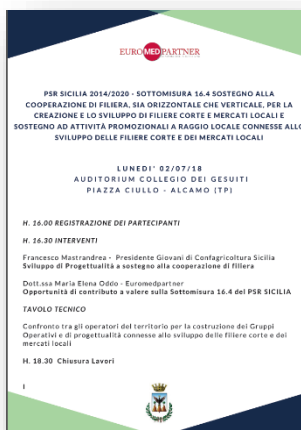 EUROMEDPARTNER
PSR SICILIA 2014/2020 - SOTTOMISURA 16.4 SOSTEGNO ALLA
COOPERAZIONE DI FILIERA, SIA ORIZZONTALE CHE VERTICALE, PER LA
CREAZIONE E LO SVILUPPO DI FILIERE CORTE E MERCATI LOCALI E
SOSTEGNO AD ATTIVITÀ PROMOZIONALI A RAGGIO LOCALE CONNESSE ALLO
SVILUPPO DELLE FILIERE CORTE E DEI MERCATI LOCALI
LUNEDI' 02/07/18
AUDITORIUM COLLEGIO DEI GESUITI
PIAZZA CIULLO - ALCAMO (TP)
H. 16.00 REGISTRAZIONE DEI PARTECIPANTI
H. 16.30 INTERVENTI
Francesco Mastrandrea - Presidente Giovani di Confagricoltura Sicilia
Sviluppo di Progettualità a sostegno alla cooperazione di filiera
Dott.ssa Maria Elena Oddo - Euromedpartner
Opportunità di contributo a valere sulla Sottomisura 16.4 del PSR SICILIA
TAVOLO TECNICO
Confronto tra gli operatori del territorio per la costruzione dei Gruppi
Operativi e di progettualità connesse allo sviluppo delle filiere corte e dei
mercati locali
H. 18.30 Chiusura Lavori
I